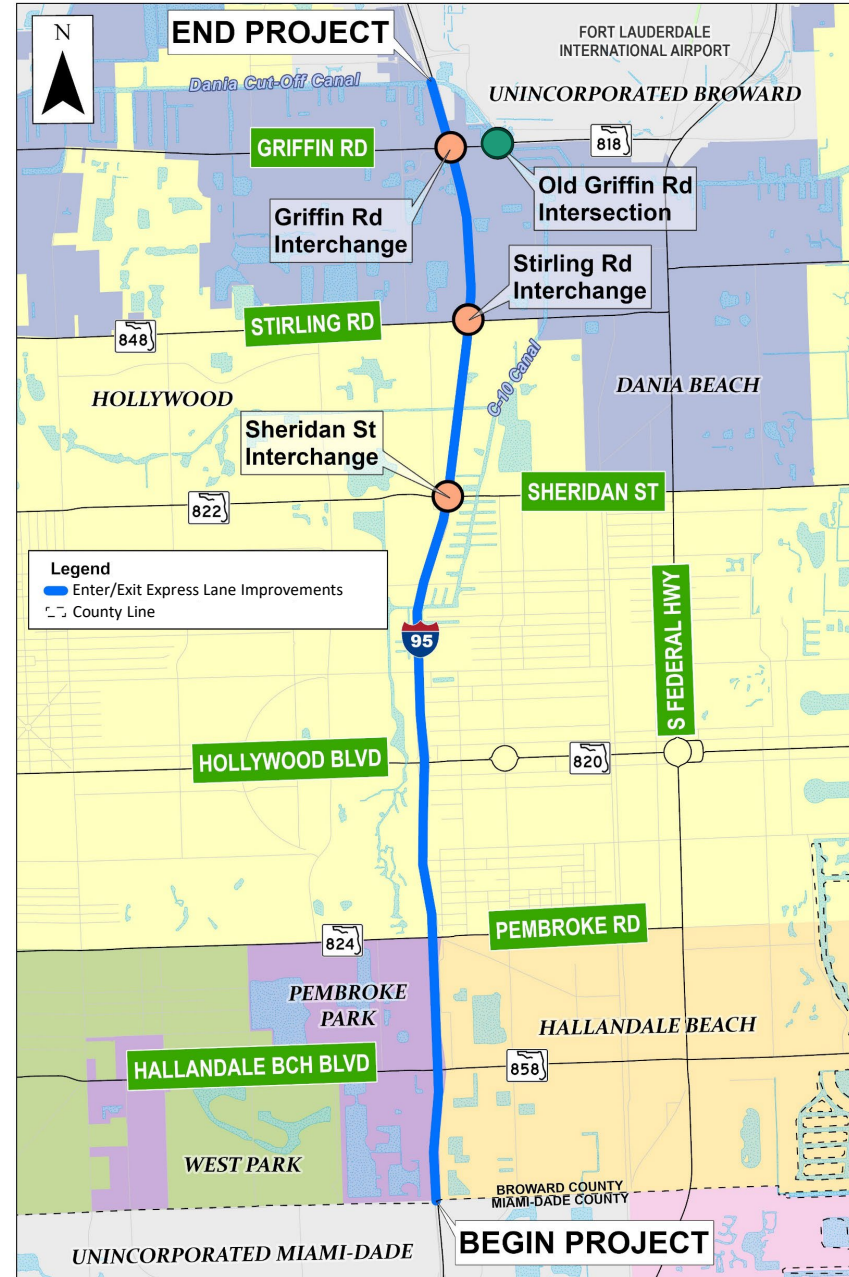 N
END PROJECT
FORT LAUDERDALE
INTERNATIONAL AIRPORT
Dania Cut-Off Canal
UNINCORPORATED BROWARD
GRIFFIN RD
818
Griffin Rd
Interchange
Old Griffin Rd
Intersection
Stirling Rd
Interchange
STIRLING RD
848
HOLLYWOOD
C-10 Canal
DANIA BEACH
Sheridan St
Interchange
822
SHERIDAN ST
Legend
Enter/Exit Express Lane Improvements
County Line
95
S FEDERAL HWY
HOLLYWOOD BLVD
820
PEMBROKE RD
824
PEMBROKE
PARK
HALLANDALE BEACH
HALLANDALE BCH BLVD
858
WEST PARK
BROWARD COUNTY
MIAMI-DADE COUNTY
UNINCORPORATED MIAMI-DADE
BEGIN PROJECT